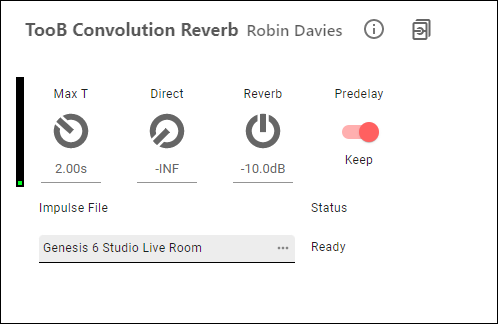 TooB Convolution Reverb Robin Davies
Max T Direct Reverb Predelay
2.00s -INF -10.0dB Keep
Impulse File Status
Genesis 6 Studio Live Room ... Ready